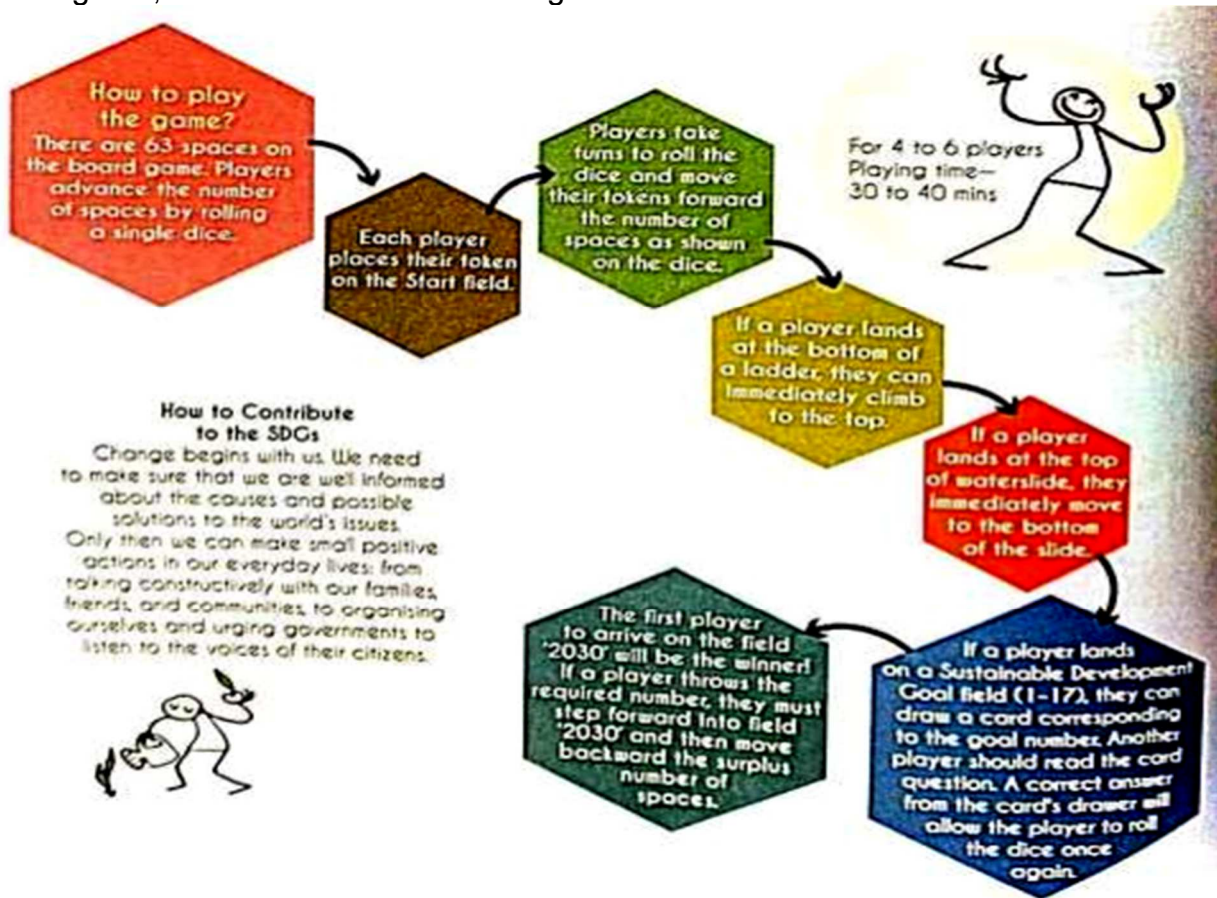 How to play
the game?
There are 63 spaces on
the board game. Players
advance the number
of spaces by rolling
a single dice.
Each player
places their token
on the Start field.
Players take
turns to roll the
dice and move
their tokens forward
the number of
spaces as shown
on the dice.
For 4 to 6 players
Playing time—
30 to 40 mins
If a player lands
at the bottom of
a ladder, they can
immediately climb
to the top.
If a player
lands at the top
of waterslide, they
immediately move
to the bottom
of the slide.
If a player lands
on a Sustainable Development
Goal field (1-17), they can
draw a card corresponding
to the goal number. Another
player should read the card
question. A correct answer
from the card's drawer will
allow the player to roll
the dice once
again.
The first player
to arrive on the field
'2030' will be the winner!
If a player throws the
required number, they must
step forward into field
'2030' and then move
backward the surplus
number of
spaces.
How to Contribute
to the SDGs
Change begins with us. We need
to make sure that we are well informed
about the causes and possible
solutions to the world's issues.
Only then we can make small positive
actions in our everyday lives: from
talking constructively with our families,
friends, and communities, to organising
ourselves and urging governments to
listen to the voices of their citizens.